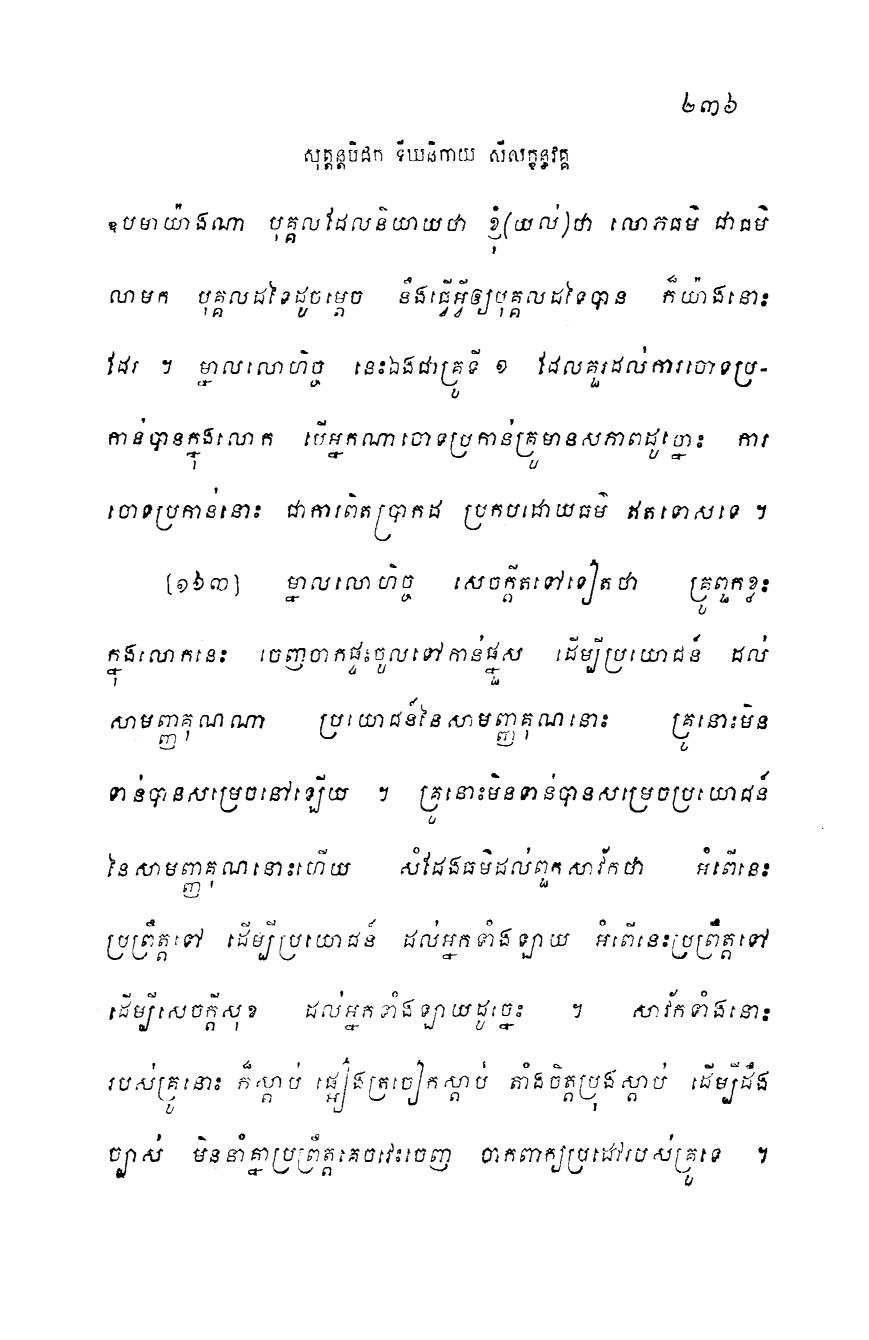 ២៣៦
សុត្តន្តបិដក ទីឃនិកាយ សីលក្ខន្ធវគ្គ
ឧបមាយ៉ាងណា បុគ្គលដែលនិយាយថា ខ្ញុំ(យល់)ថា លោភធម៌ ជាធម៌
លាមក បុគ្គលដទៃដូចម្តេច នឹងធ្វើអ្វីឲ្យបុគ្គលដទៃបាន ក៏យ៉ាងនោះ
ដែរ ។ ម្នាលលោហិច្ច នេះឯងជាគ្រូទី ១ ដែលគួរដល់ការចោទប្រ-
កាន់បានក្នុងលោក បើអ្នកណាចោទប្រកាន់គ្រូមានសភាពដូច្នោះ ការ
ចោទប្រកាន់នោះ ជាការពិតប្រាកដ ប្រកបដោយធម៌ ឥតទោសទេ ។
[១៦៣] ម្នាលលោហិច្ច សេចក្តីតទៅទៀតថា គ្រូពួកខ្លះ
ក្នុងលោកនេះ ចេញចាកផ្ទះចូលទៅកាន់ផ្នួស ដើម្បីប្រយោជន៍ ដល់
សាមញ្ញគុណណា ប្រយោជន៍នៃសាមញ្ញគុណនោះ គ្រូនោះមិន
ទាន់បានសម្រេចនៅឡើយ ។ គ្រូនោះមិនទាន់បានសម្រេចប្រយោជន៍
នៃសាមញ្ញគុណនោះហើយ សំដែងធម៌ដល់ពួកសាវ័កថា អំពើនេះ
ប្រព្រឹត្តទៅ ដើម្បីប្រយោជន៍ ដល់អ្នកទាំងឡាយ អំពើនេះប្រព្រឹត្តទៅ
ដើម្បីសេចក្តីសុខ ដល់អ្នកទាំងឡាយដូច្នេះ ។ សាវ័កទាំងនោះ
របស់គ្រូនោះ ក៏ស្តាប់ ផ្អៀងត្រចៀកស្តាប់ តាំងចិត្តប្រុងស្តាប់ ដើម្បីដឹង
ច្បាស់ មិននាំគ្នាប្រព្រឹត្តគេចវេះចេញ ចាកពាក្យប្រដៅរបស់គ្រូទេ ។